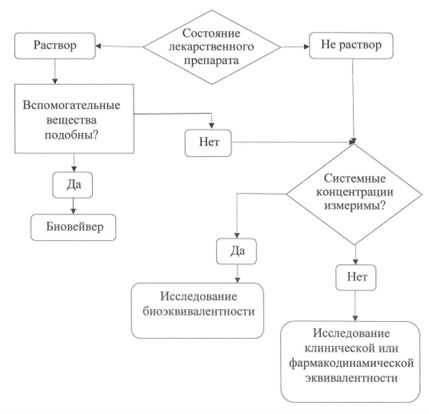 Состояние
лекарственного
препарата
Раствор
Не раствор
Вспомогательные
вещества
подобны?
Нет
Да
Биовейвер
Системные
концентрации
измеримы?
Да
Нет
Исследование
биоэквивалентности
Исследование
клинической или
фармакодинамической
эквивалентности